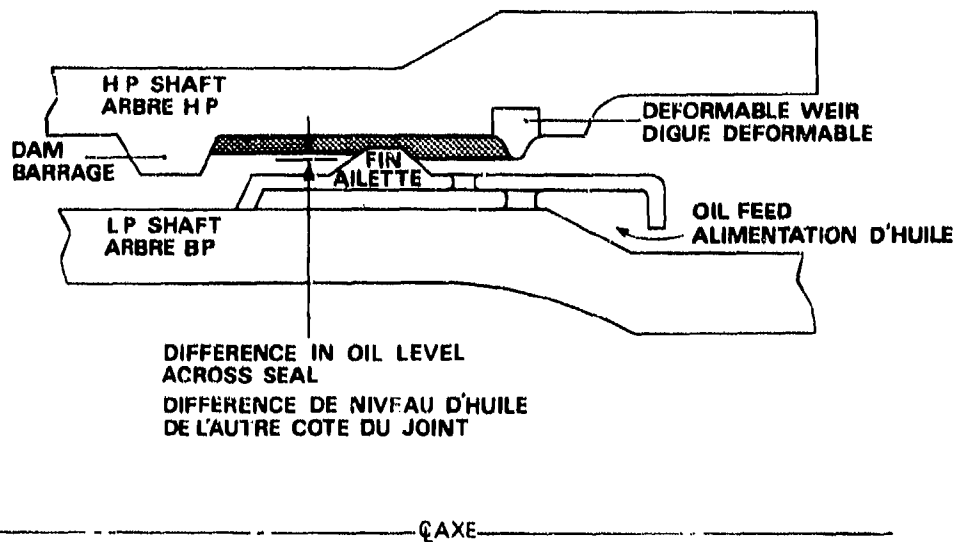 H P SHAFT
ARBRE H P
DEFORMABLE WEIR
DIGUE DEFORMABLE
DAM
BARRAGE
FIN
AILETTE
L P SHAFT
ARBRE BP
OIL FEED
ALIMENTATION D'HUILE
DIFFERENCE IN OIL LEVEL
ACROSS SEAL
DIFFÉRENCE DE NIVEAU D'HUILE
DE L'AUTRE COTE DU JOINT
℄ AXE